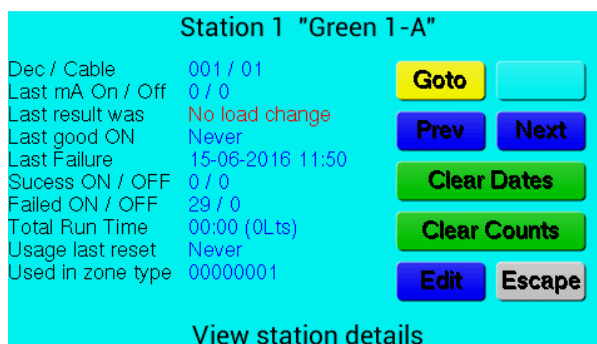 Station 1 "Green 1-A"
Dec / Cable 001 / 01
Last mA On / Off 0 / 0
Last result was No load change
Last good ON Never
Last Failure 15-06-2016 11:50
Sucess ON / OFF 0 / 0
Failed ON / OFF 29 / 0
Total Run Time 00:00 (0Lts)
Usage last reset Never
Used in zone type 00000001
Goto
Prev Next
Clear Dates
Clear Counts
Edit Escape
View station details